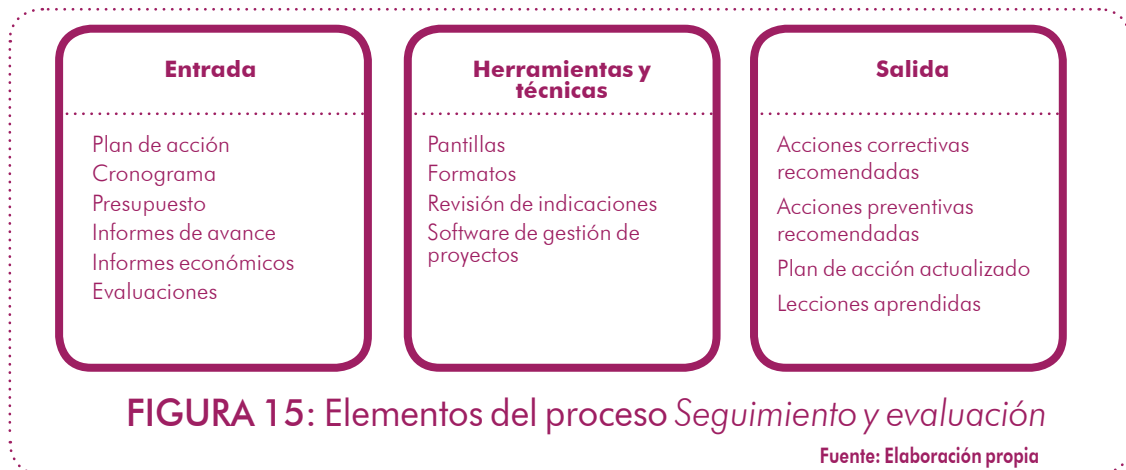 Entrada
Plan de acción
Cronograma
Presupuesto
Informes de avance
Informes económicos
Evaluaciones
Herramientas y
técnicas
Pantillas
Formatos
Revisión de indicaciones
Software de gestión de
proyectos
Salida
Acciones correctivas
recomendadas
Acciones preventivas
recomendadas
Plan de acción actualizado
Lecciones aprendidas
FIGURA 15: Elementos del proceso Seguimiento y evaluación
Fuente: Elaboración propia